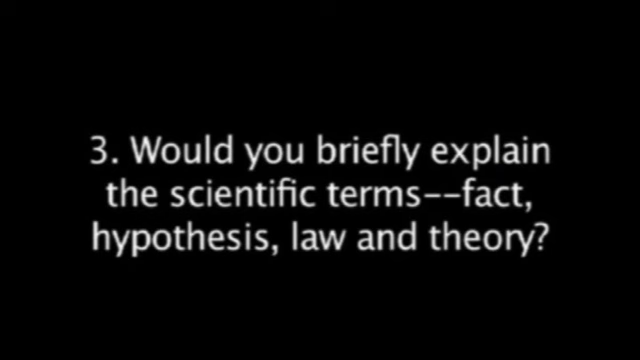 3. Would you briefly explain
the scientific terms--fact,
hypothesis, law and theory?